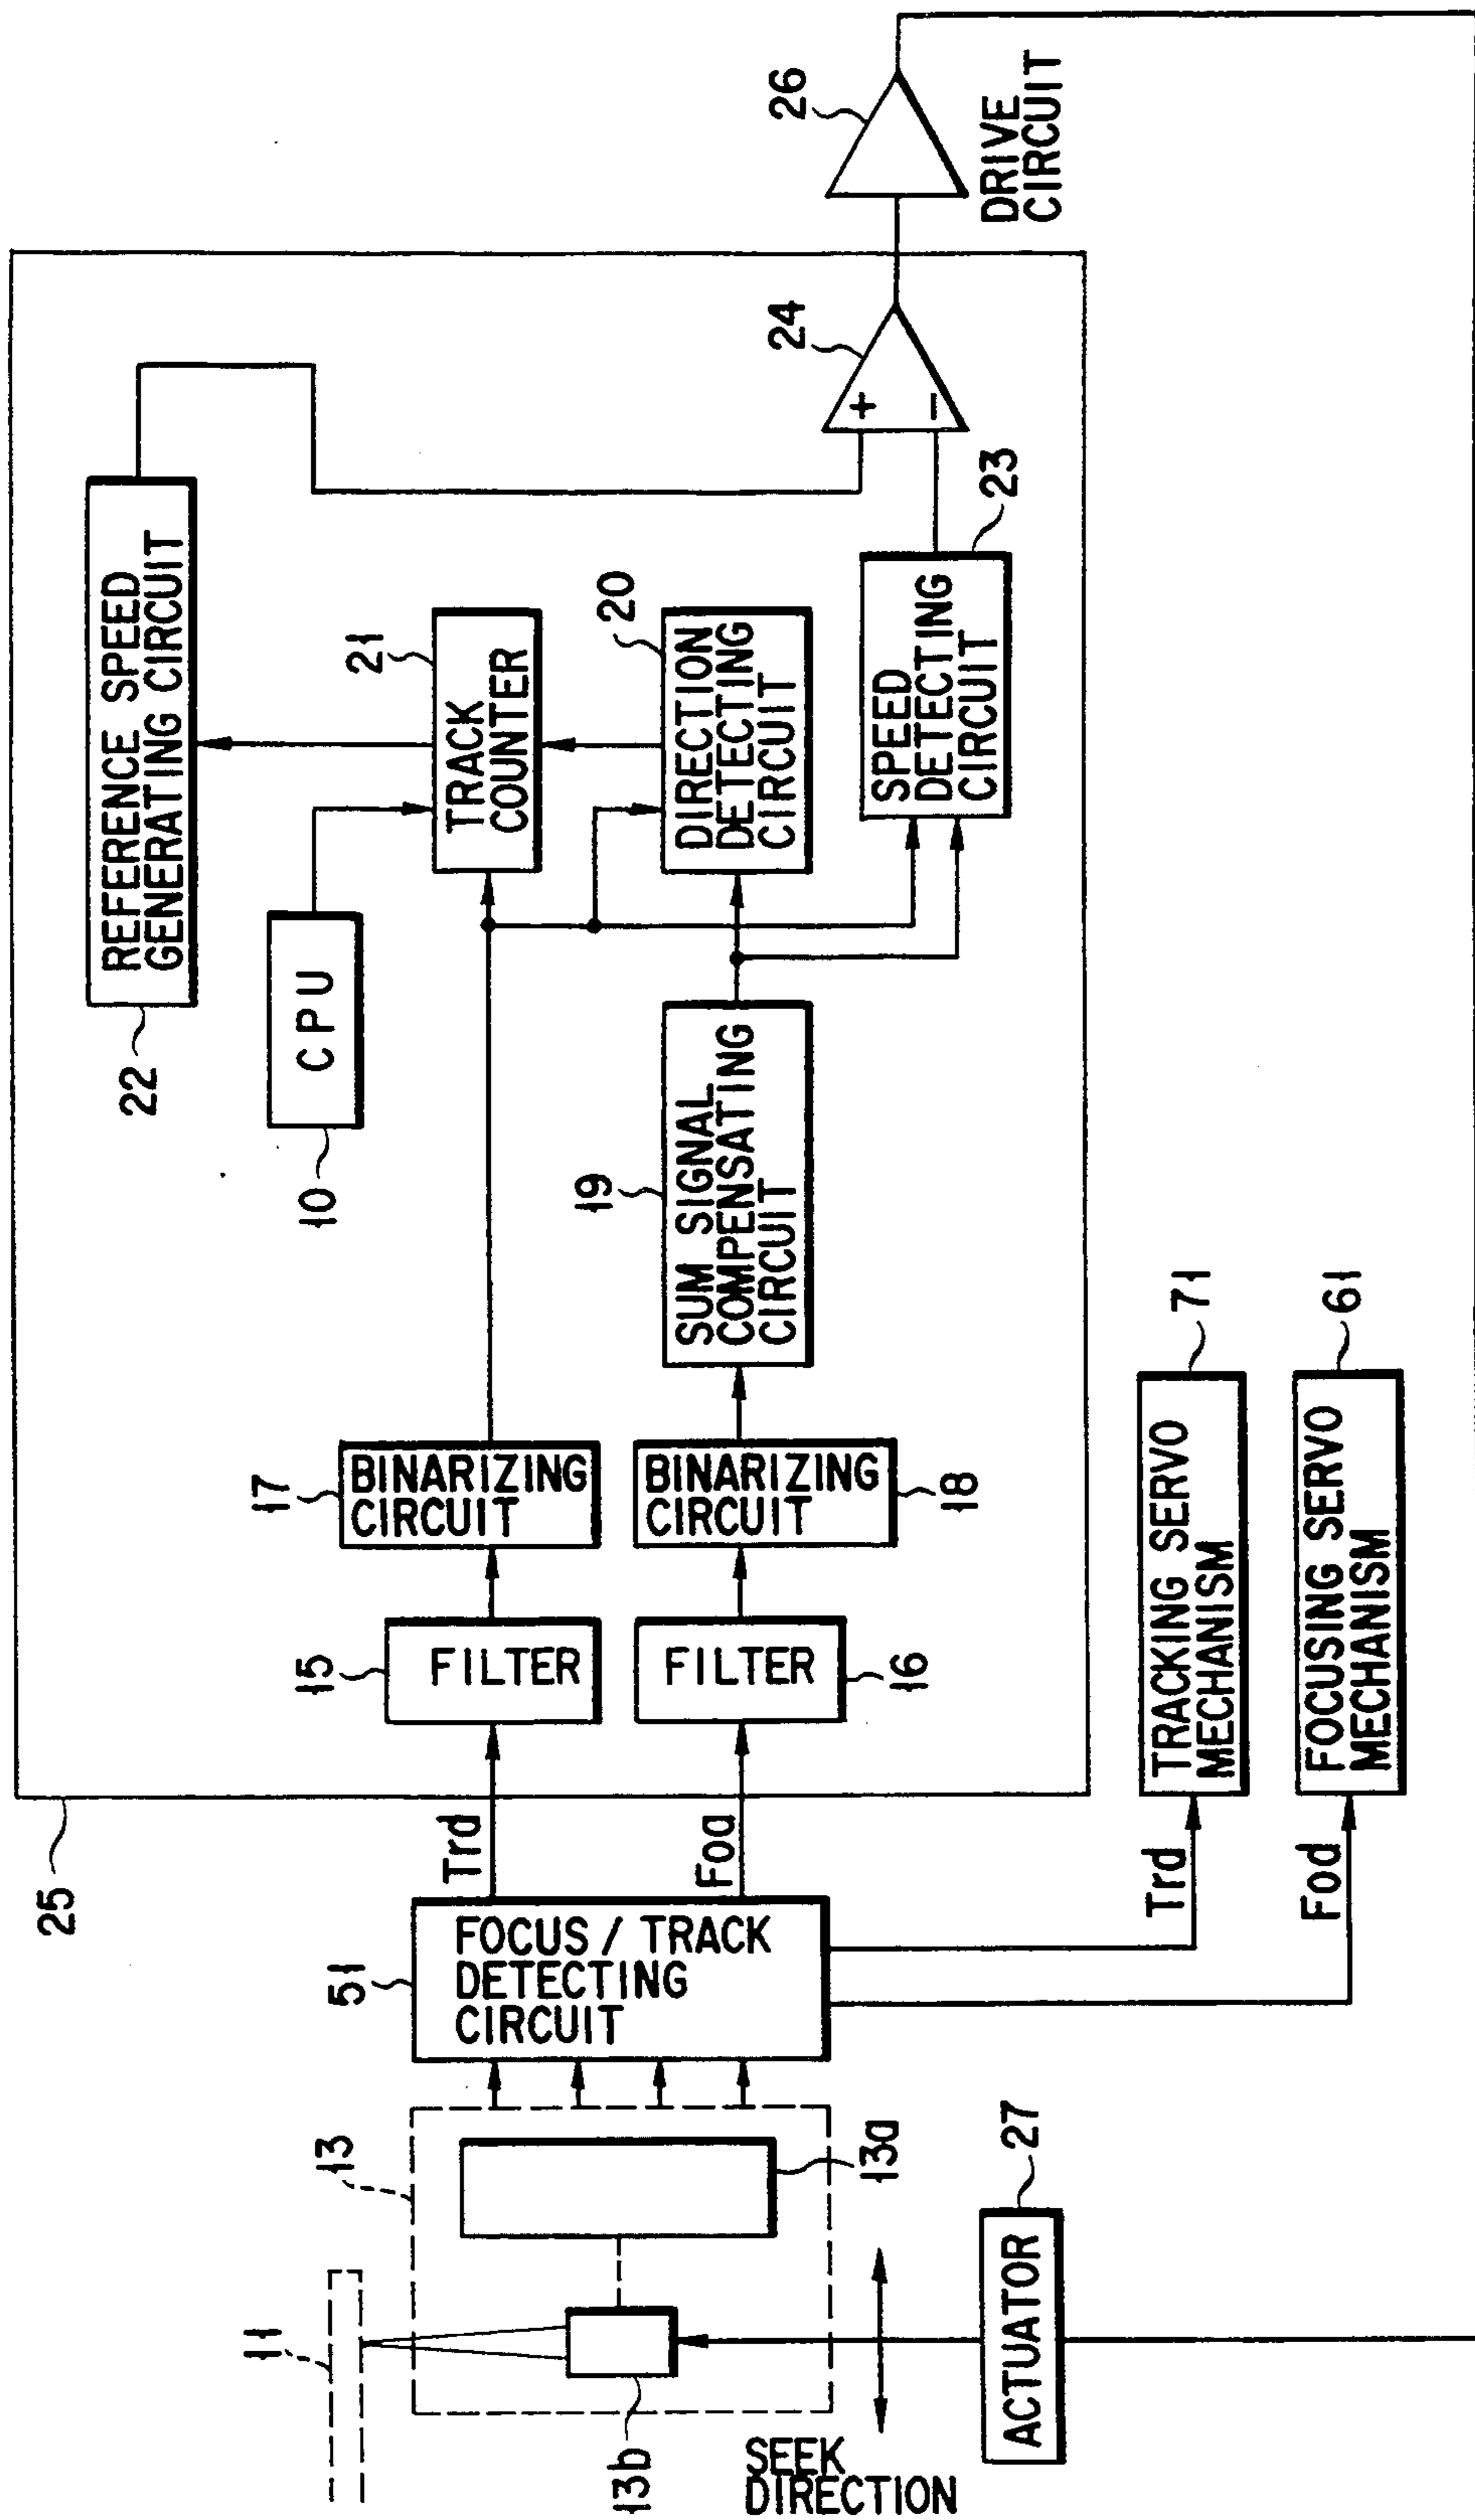 22
REFERENCE SPEED
GENERATING CIRCUIT
10
CPU
21
TRACK
COUNTER
20
DIRECTION
DETECTING
CIRCUIT
SPEED
DETECTING
CIRCUIT
23
24
+
−
26
DRIVE
CIRCUIT
19
SUM SIGNAL
COMPENSATING
CIRCUIT
17
BINARIZING
CIRCUIT
BINARIZING
CIRCUIT
18
15
FILTER
FILTER
16
25
Trd
Foa
51
FOCUS / TRACK
DETECTING
CIRCUIT
Trd
TRACKING SERVO
MECHANISM
71
Fod
FOCUSING SERVO
MECHANISM
61
11
13
13a
13b
SEEK
DIRECTION
ACTUATOR
27